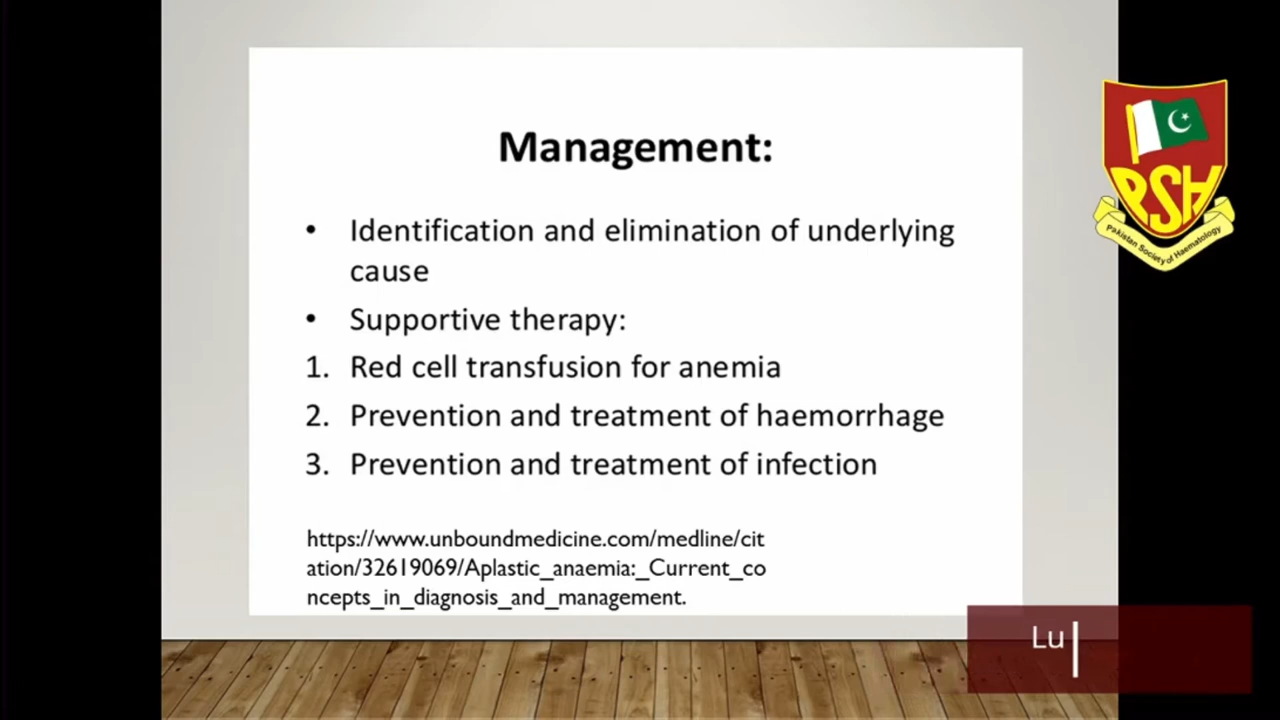 Management:
• Identification and elimination of underlying
cause
• Supportive therapy:
1. Red cell transfusion for anemia
2. Prevention and treatment of haemorrhage
3. Prevention and treatment of infection
https://www.unboundmedicine.com/medline/cit
ation/32619069/Aplastic_anaemia:_Current_co
ncepts_in_diagnosis_and_management.
PSH
Pakistan Society of Haematology
Lu